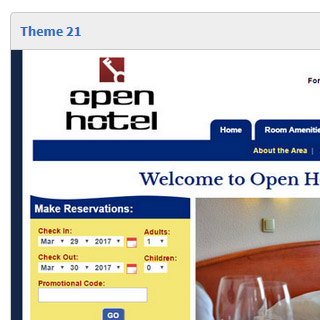 Theme 21
open
hotel
For
Home
Room Amenitie
About the Area |
Welcome to Open H
Make Reservations:
Check In:
Adults:
Mar 29 2017
1
Check Out:
Children:
Mar 30 2017
0
Promotional Code:
GO